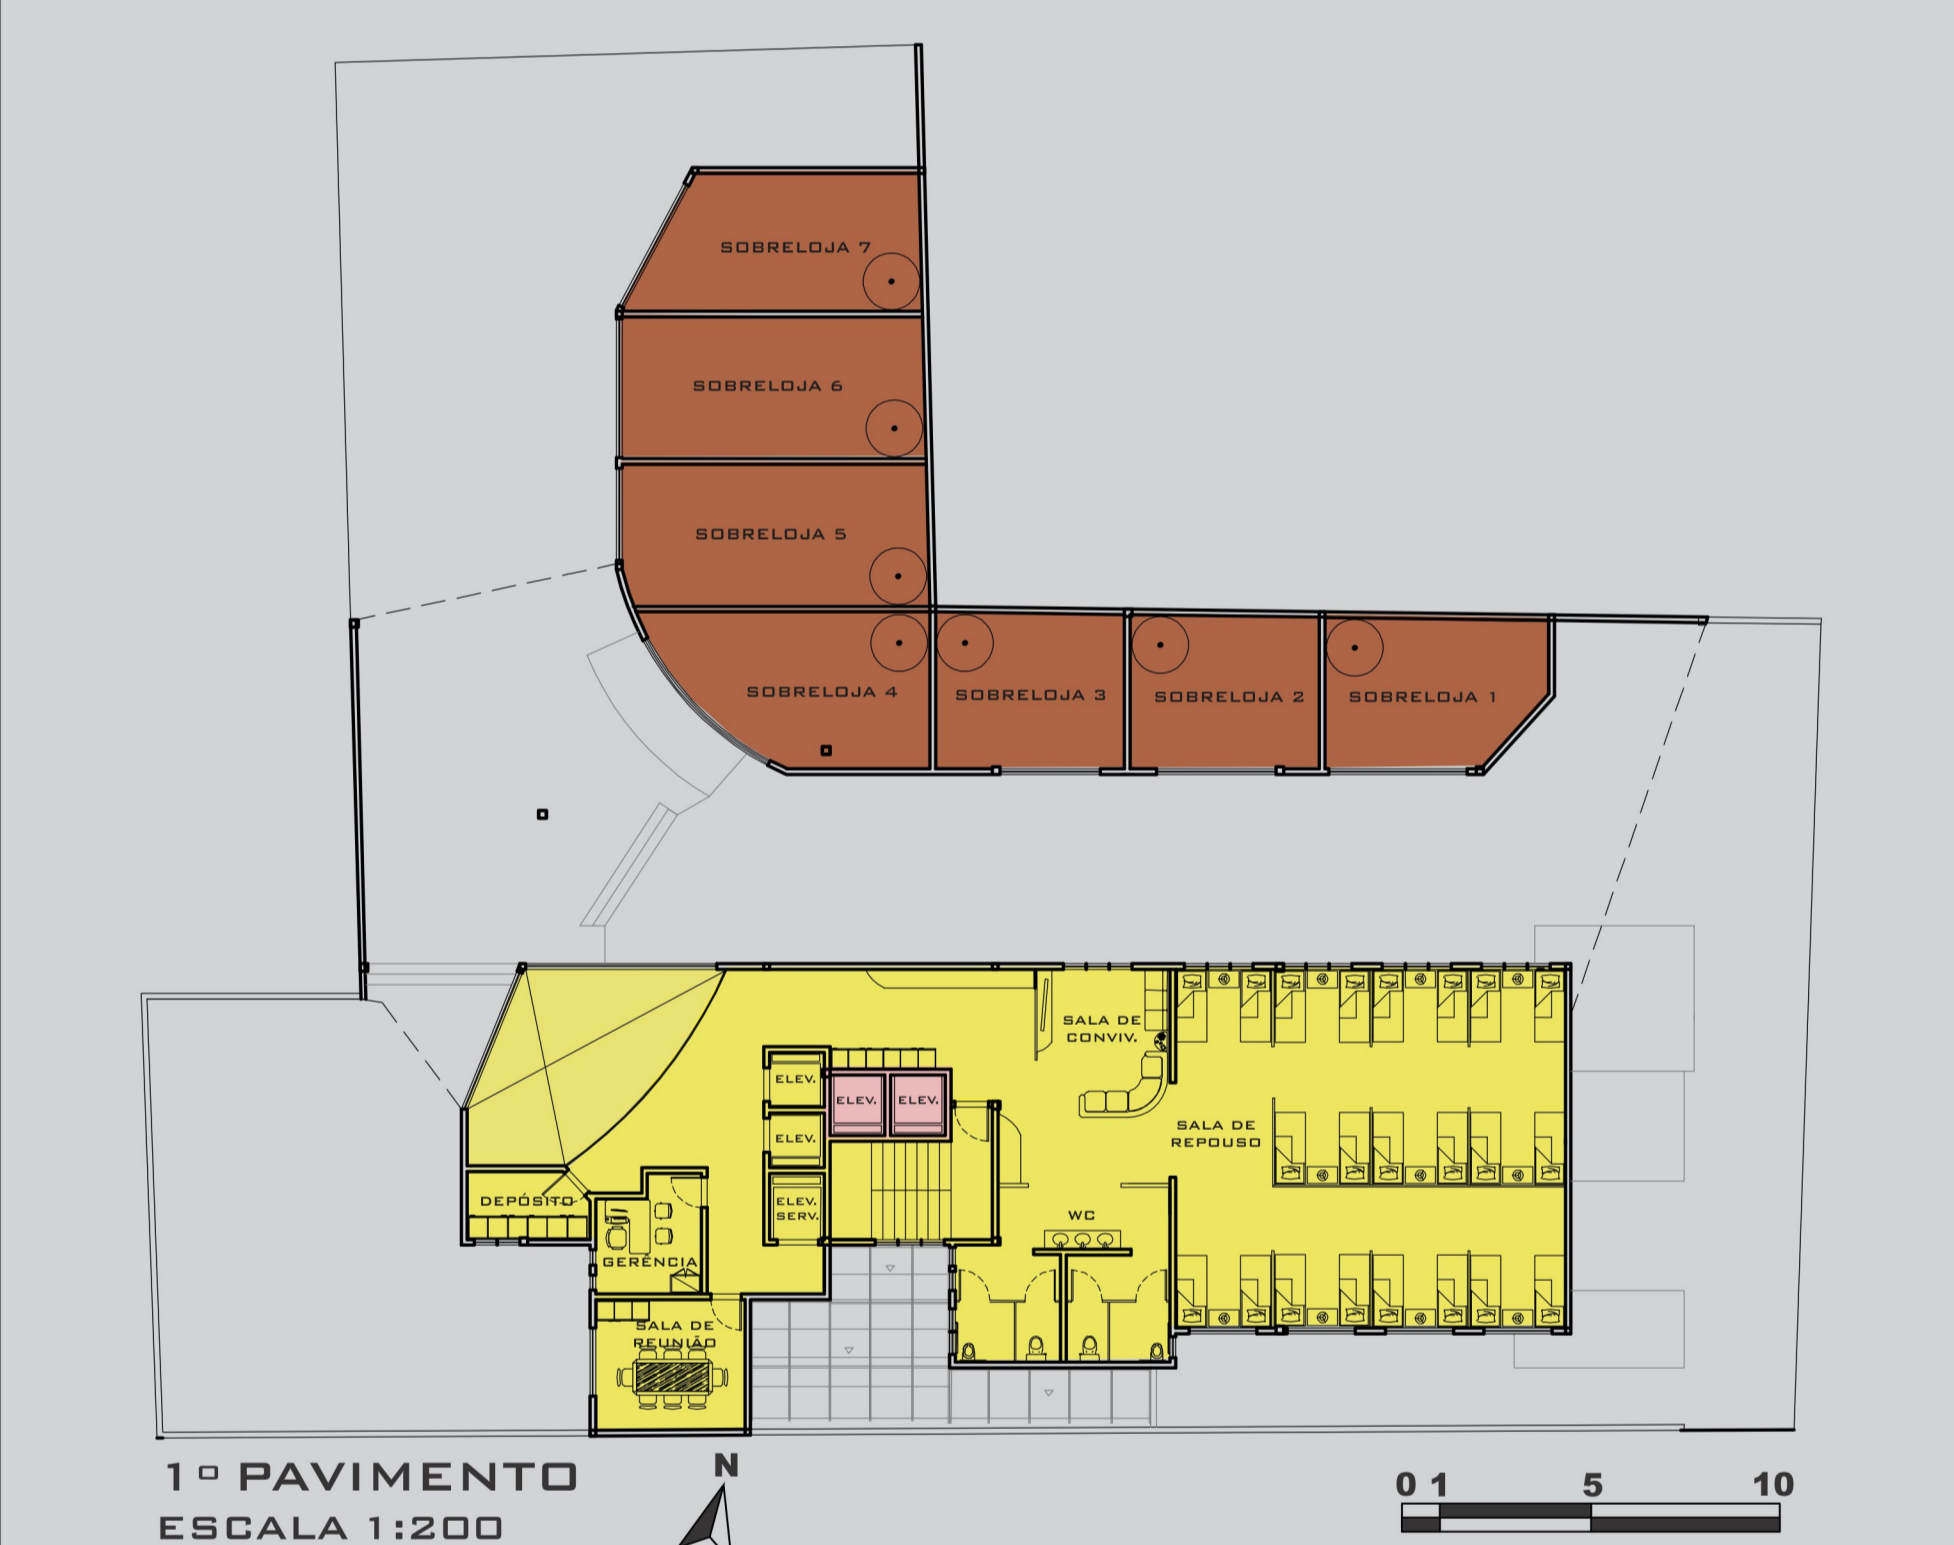 SOBRELOJA 7
SOBRELOJA 6
SOBRELOJA 5
SOBRELOJA 4
SOBRELOJA 3
SOBRELOJA 2
SOBRELOJA 1
SALA DE
CONVIV.
ELEV.
ELEV.
ELEV.
ELEV.
SALA DE
REPOUSO
DEPÓSITO
ELEV.
SERV.
WC
GERÊNCIA
SALA DE
REUNIÃO
1º PAVIMENTO
ESCALA 1:200
N
0 1 5 10